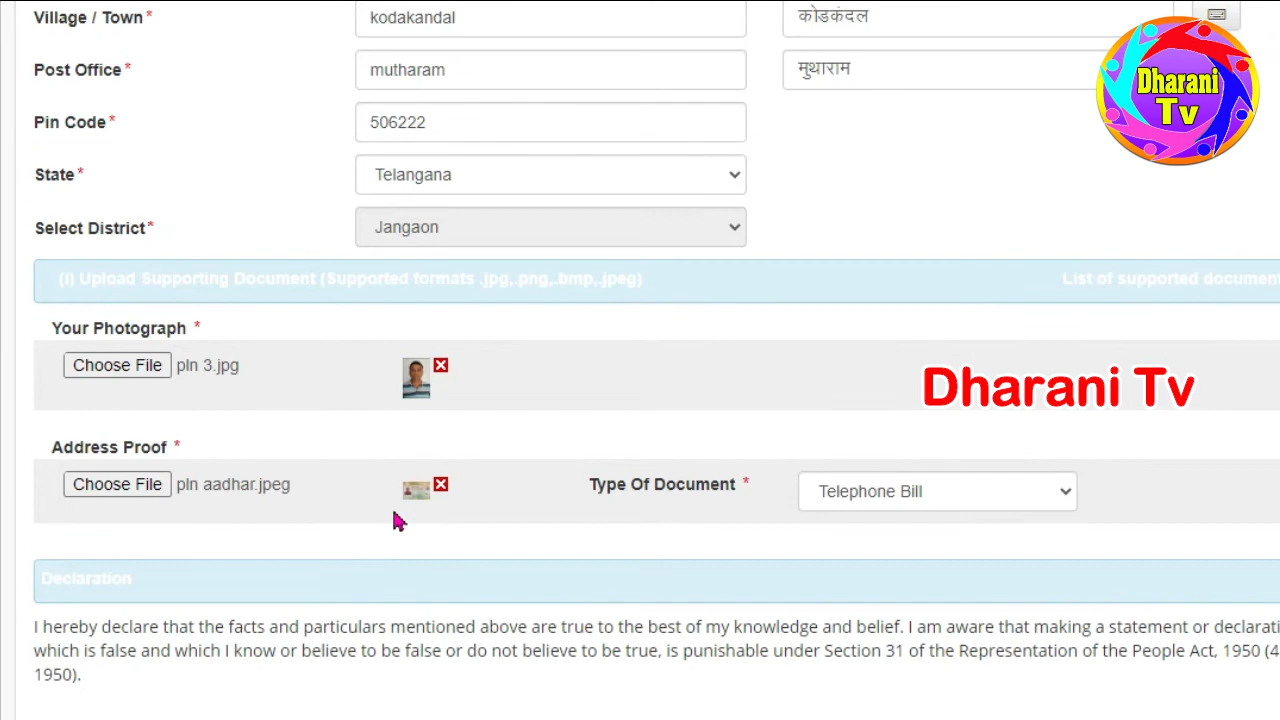 Village / Town* kodakandal कोडकंदल
Post Office* mutharam मुथाराम
Pin Code* 506222
State* Telangana
Select District* Jangaon
Dharani
Tv
(i) Upload Supporting Document (Supported formats .jpg,.png,.bmp,.jpeg) List of supported document
Your Photograph *
Choose File pln 3.jpg
Dharani Tv
Address Proof *
Choose File pln aadhar.jpeg Type Of Document * Telephone Bill
Declaration
I hereby declare that the facts and particulars mentioned above are true to the best of my knowledge and belief. I am aware that making a statement or declarati
which is false and which I know or believe to be false or do not believe to be true, is punishable under Section 31 of the Representation of the People Act, 1950 (4
1950).